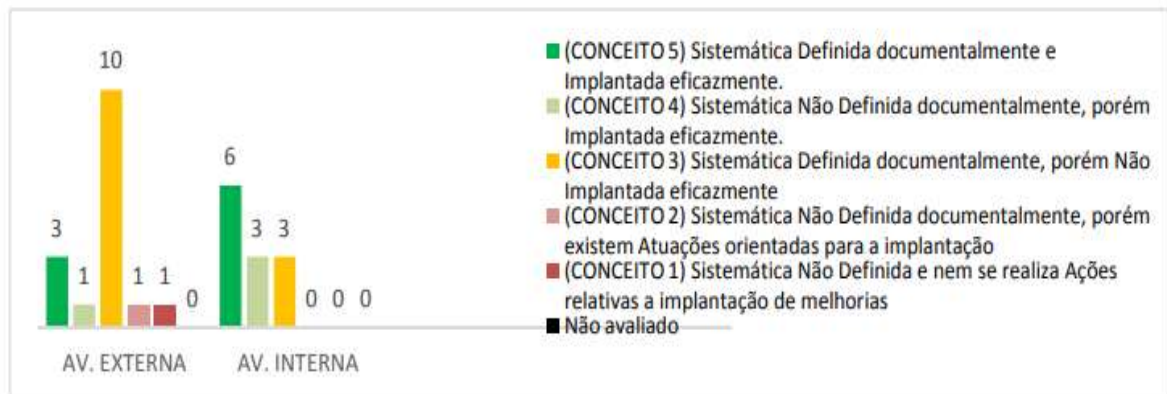 10
6
3
1
1
1
0
3
3
0
0
0
AV. EXTERNA
AV. INTERNA
(CONCEITO 5) Sistemática Definida documentalmente e
Implantada eficazmente.
(CONCEITO 4) Sistemática Não Definida documentalmente, porém
Implantada eficazmente.
(CONCEITO 3) Sistemática Definida documentalmente, porém Não
Implantada eficazmente
(CONCEITO 2) Sistemática Não Definida documentalmente, porém
existem Atuações orientadas para a implantação
(CONCEITO 1) Sistemática Não Definida e nem se realiza Ações
relativas a implantação de melhorias
Não avaliado